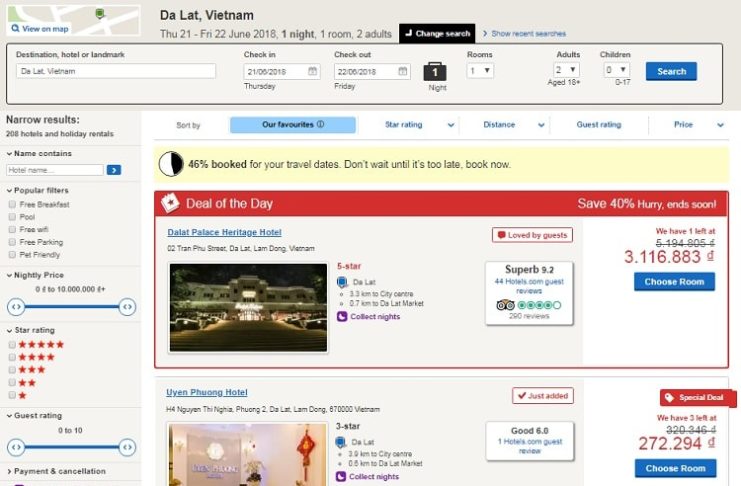 View on map
Da Lat, Vietnam
Thu 21 - Fri 22 June 2018, 1 night, 1 room, 2 adults
Change search
Show recent searches
Destination, hotel or landmark
Da Lat, Vietnam
Check in
21/06/2018
Thursday
Check out
22/06/2018
Friday
1
Night
Rooms
1
Adults
2
Aged 18+
Children
0
0-17
Search
Narrow results:
208 hotels and holiday rentals
Name contains
Hotel name...
Popular filters
Free Breakfast
Pool
Free wifi
Free Parking
Pet Friendly
Nightly Price
0 ₫ to 10.000.000 ₫+
Star rating
Guest rating
0 to 10
Payment & cancellation
Sort by
Our favourites
Star rating
Distance
Guest rating
Price
46% booked for your travel dates. Don't wait until it's too late, book now.
Deal of the Day
Save 40% Hurry, ends soon!
Dalat Palace Heritage Hotel
02 Tran Phu Street, Da Lat, Lam Dong, Vietnam
5-star
Da Lat
3.3 km to City centre
0.7 km to Da Lat Market
Collect nights
Loved by guests
Superb 9.2
44 Hotels.com guest
reviews
290 reviews
We have 1 left at
5.194.805 ₫
3.116.883 ₫
Choose Room
Uyen Phuong Hotel
H4 Nguyen Thi Nghia, Phuong 2, Da Lat, Lam Dong, 670000 Vietnam
UYEN PHUONG
3-star
Da Lat
3.9 km to City centre
0.6 km to Da Lat Market
Collect nights
Just added
Good 6.0
1 Hotels.com guest
review
Special Deal
We have 3 left at
320.346 ₫
272.294 ₫
Choose Room